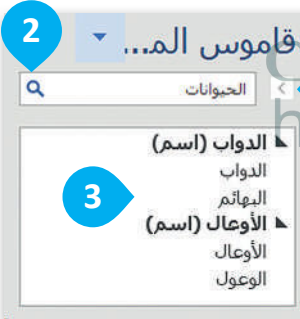 قاموس الم...
2
الحيوانات
الدواب (اسم)
الدواب
البهائم
3
الأوعال (اسم)
الأوعال
الوعول